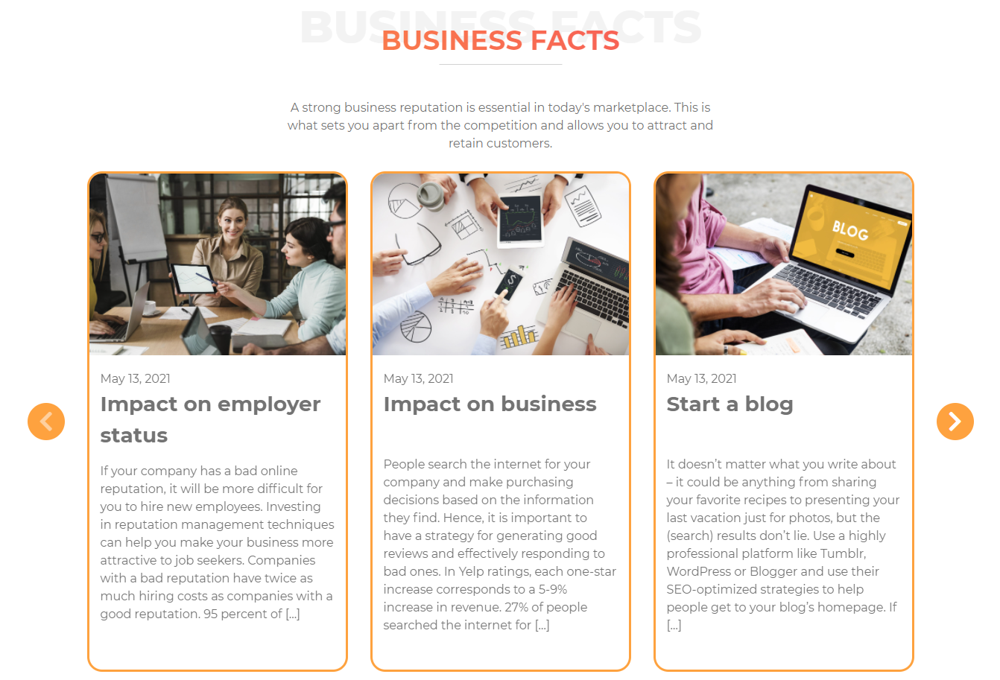 BUSINESS FACTS
BUSINESS FACTS
A strong business reputation is essential in today's marketplace. This is
what sets you apart from the competition and allows you to attract and
retain customers.
May 13, 2021
Impact on employer
status
If your company has a bad online
reputation, it will be more difficult for
you to hire new employees. Investing
in reputation management techniques
can help you make your business more
attractive to job seekers. Companies
with a bad reputation have twice as
much hiring costs as companies with a
good reputation. 95 percent of [...]
May 13, 2021
Impact on business
People search the internet for your
company and make purchasing
decisions based on the information
they find. Hence, it is important to
have a strategy for generating good
reviews and effectively responding to
bad ones. In Yelp ratings, each one-star
increase corresponds to a 5-9%
increase in revenue. 27% of people
searched the internet for [...]
BLOG
May 13, 2021
Start a blog
It doesn’t matter what you write about
– it could be anything from sharing
your favorite recipes to presenting your
last vacation just for photos, but the
(search) results don’t lie. Use a highly
professional platform like Tumblr,
WordPress or Blogger and use their
SEO-optimized strategies to help
people get to your blog’s homepage. If
[...]